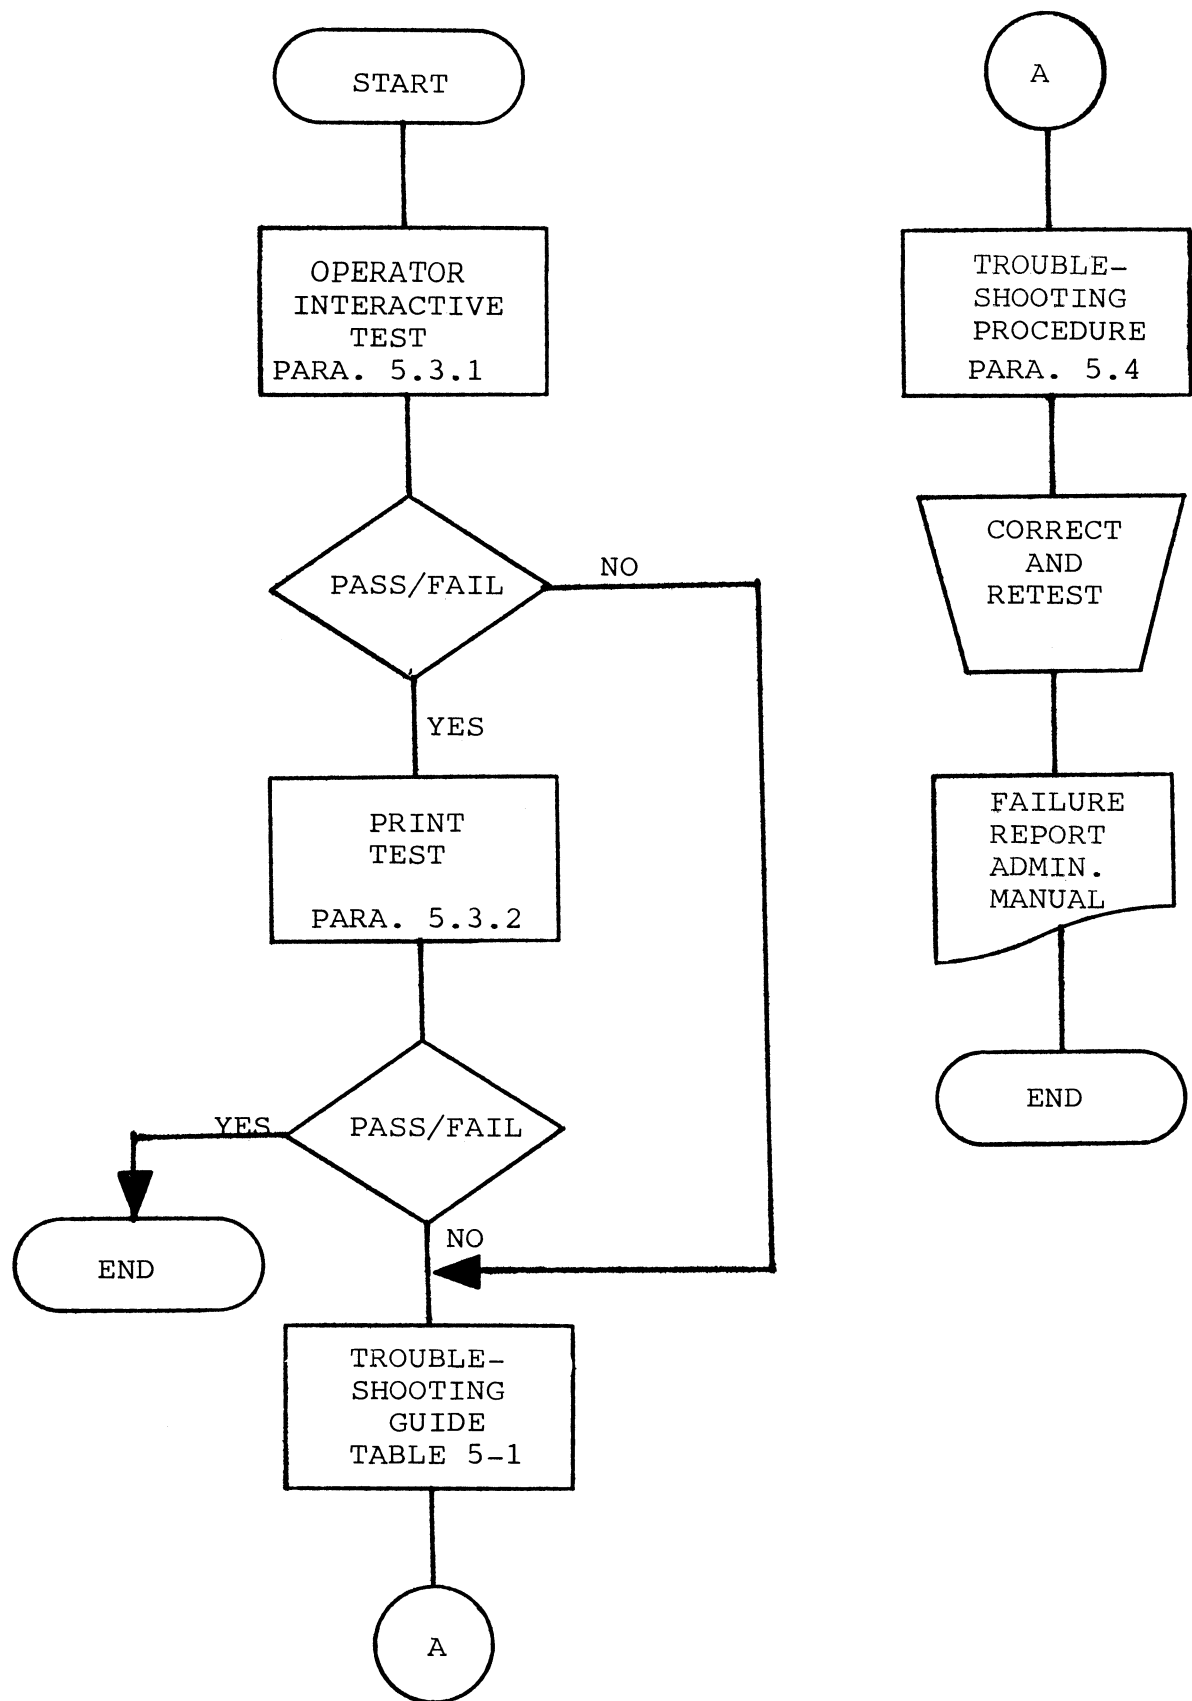 START
OPERATOR
INTERACTIVE
TEST
PARA. 5.3.1
PASS/FAIL
NO
YES
PRINT
TEST
PARA. 5.3.2
PASS/FAIL
YES
NO
END
TROUBLE-
SHOOTING
GUIDE
TABLE 5-1
A
A
TROUBLE-
SHOOTING
PROCEDURE
PARA. 5.4
CORRECT
AND
RETEST
FAILURE
REPORT
ADMIN.
MANUAL
END